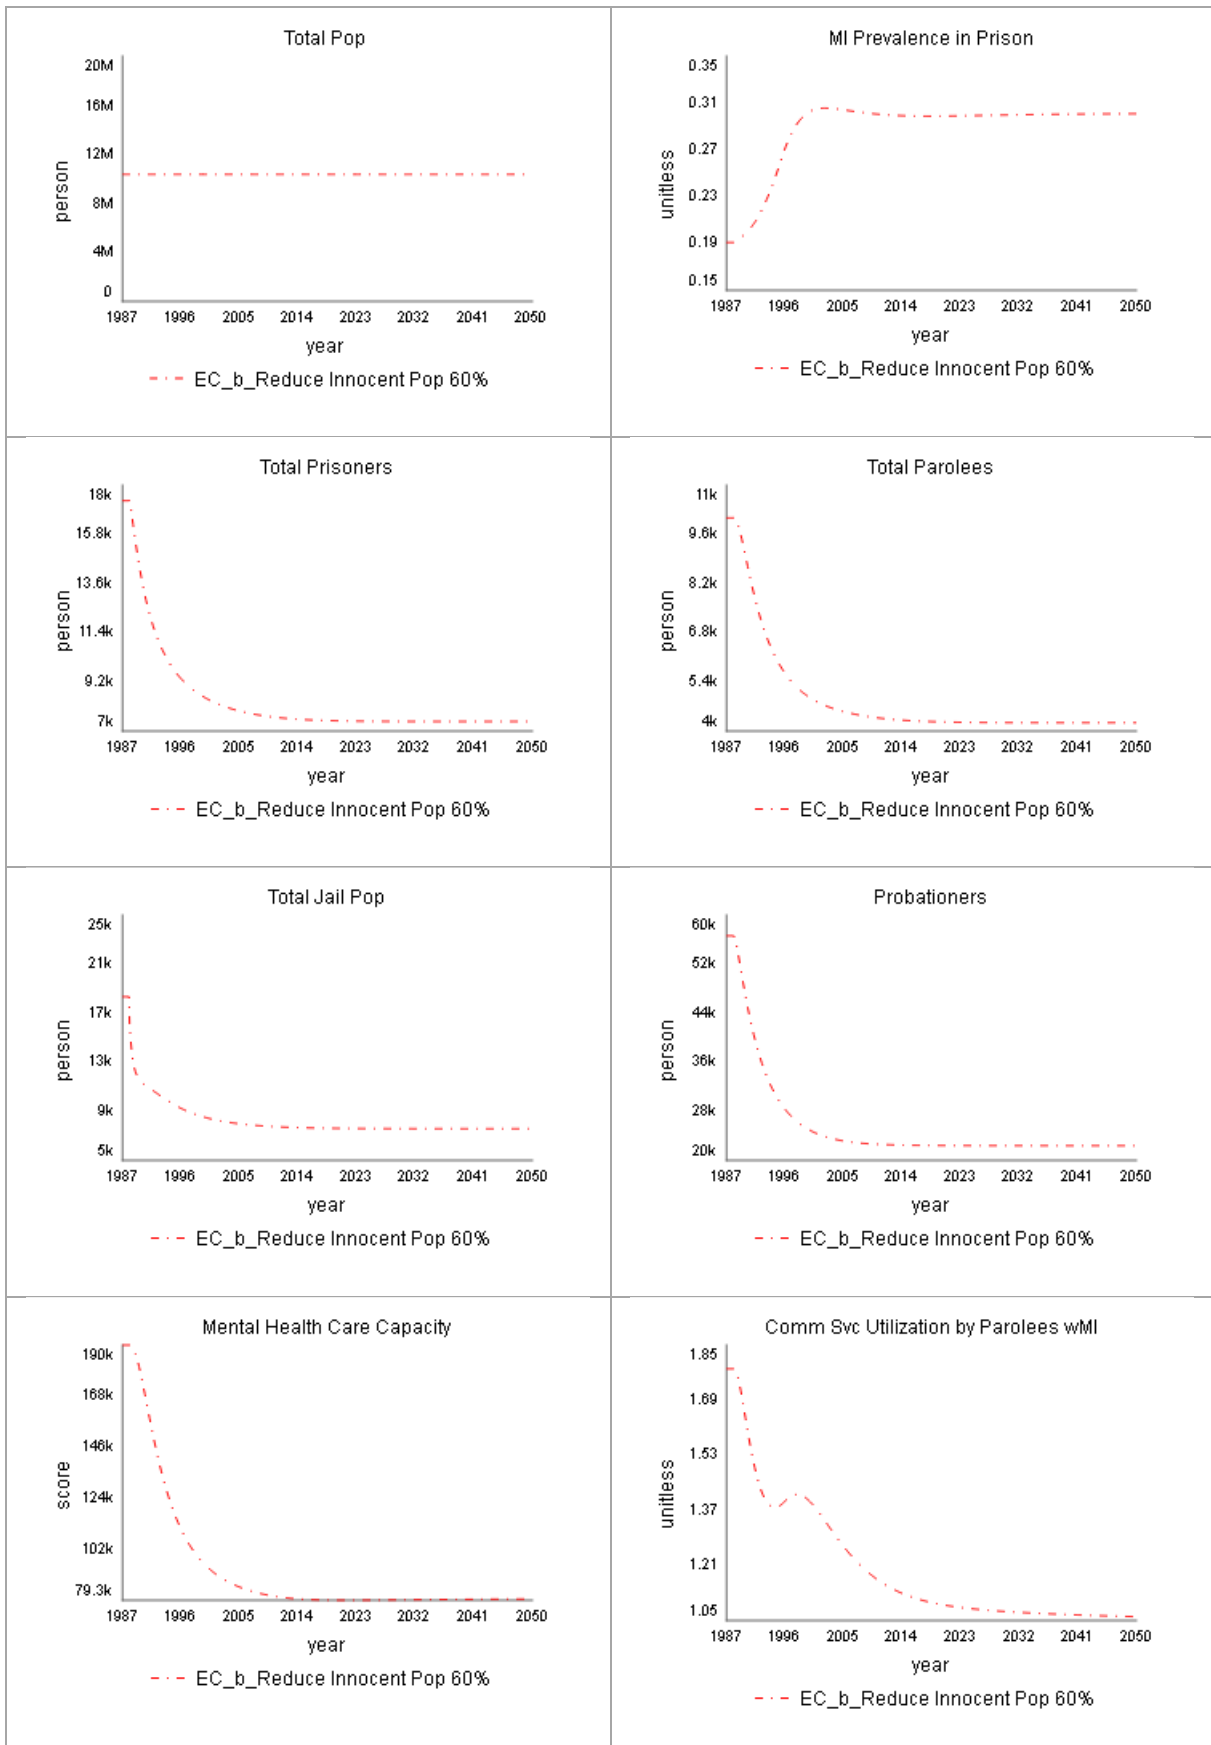 Total Pop
20M
16M
12M
8M
4M
0
person
1987 1996 2005 2014 2023 2032 2041 2050
year
EC_b_Reduce Innocent Pop 60%
MI Prevalence in Prison
0.35
0.31
0.27
0.23
0.19
0.15
unitless
1987 1996 2005 2014 2023 2032 2041 2050
year
EC_b_Reduce Innocent Pop 60%
Total Prisoners
18k
15.8k
13.6k
11.4k
9.2k
7k
person
1987 1996 2005 2014 2023 2032 2041 2050
year
EC_b_Reduce Innocent Pop 60%
Total Parolees
11k
9.6k
8.2k
6.8k
5.4k
4k
person
1987 1996 2005 2014 2023 2032 2041 2050
year
EC_b_Reduce Innocent Pop 60%
Total Jail Pop
25k
21k
17k
13k
9k
5k
person
1987 1996 2005 2014 2023 2032 2041 2050
year
EC_b_Reduce Innocent Pop 60%
Probationers
60k
52k
44k
36k
28k
20k
person
1987 1996 2005 2014 2023 2032 2041 2050
year
EC_b_Reduce Innocent Pop 60%
Mental Health Care Capacity
190k
168k
146k
124k
102k
79.3k
score
1987 1996 2005 2014 2023 2032 2041 2050
year
EC_b_Reduce Innocent Pop 60%
Comm Svc Utilization by Parolees wMI
1.85
1.69
1.53
1.37
1.21
1.05
unitless
1987 1996 2005 2014 2023 2032 2041 2050
year
EC_b_Reduce Innocent Pop 60%